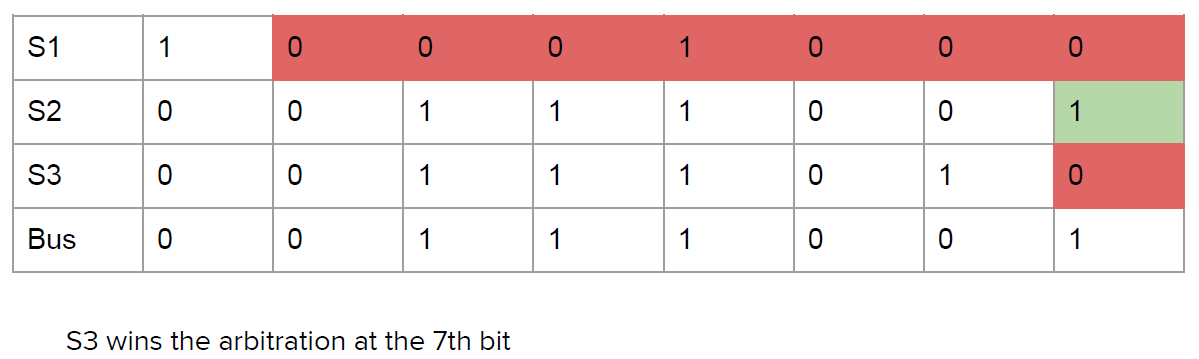 S1 1 0 0 0 1 0 0 0
S2 0 0 1 1 1 0 0 1
S3 0 0 1 1 1 0 1 0
Bus 0 0 1 1 1 0 0 1
S3 wins the arbitration at the 7th bit